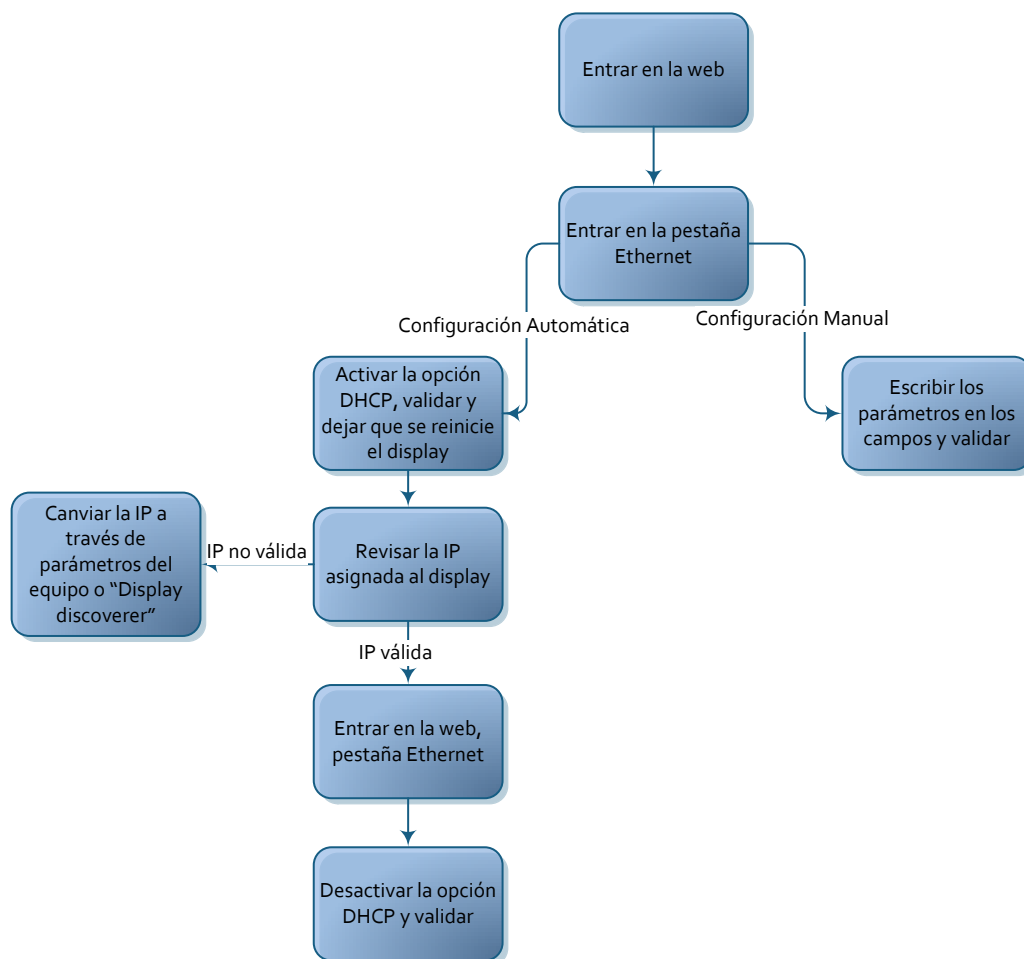 Entrar en la web
Entrar en la pestaña
Ethernet
Configuración Automática
Configuración Manual
Activar la opción
DHCP, validar y
dejar que se reinicie
el display
Escribir los
parámetros en los
campos y validar
Canviar la IP a
través de
parámetros del
equipo o “Display
discoverer”
IP no válida
Revisar la IP
asignada al display
IP válida
Entrar en la web,
pestaña Ethernet
Desactivar la opción
DHCP y validar